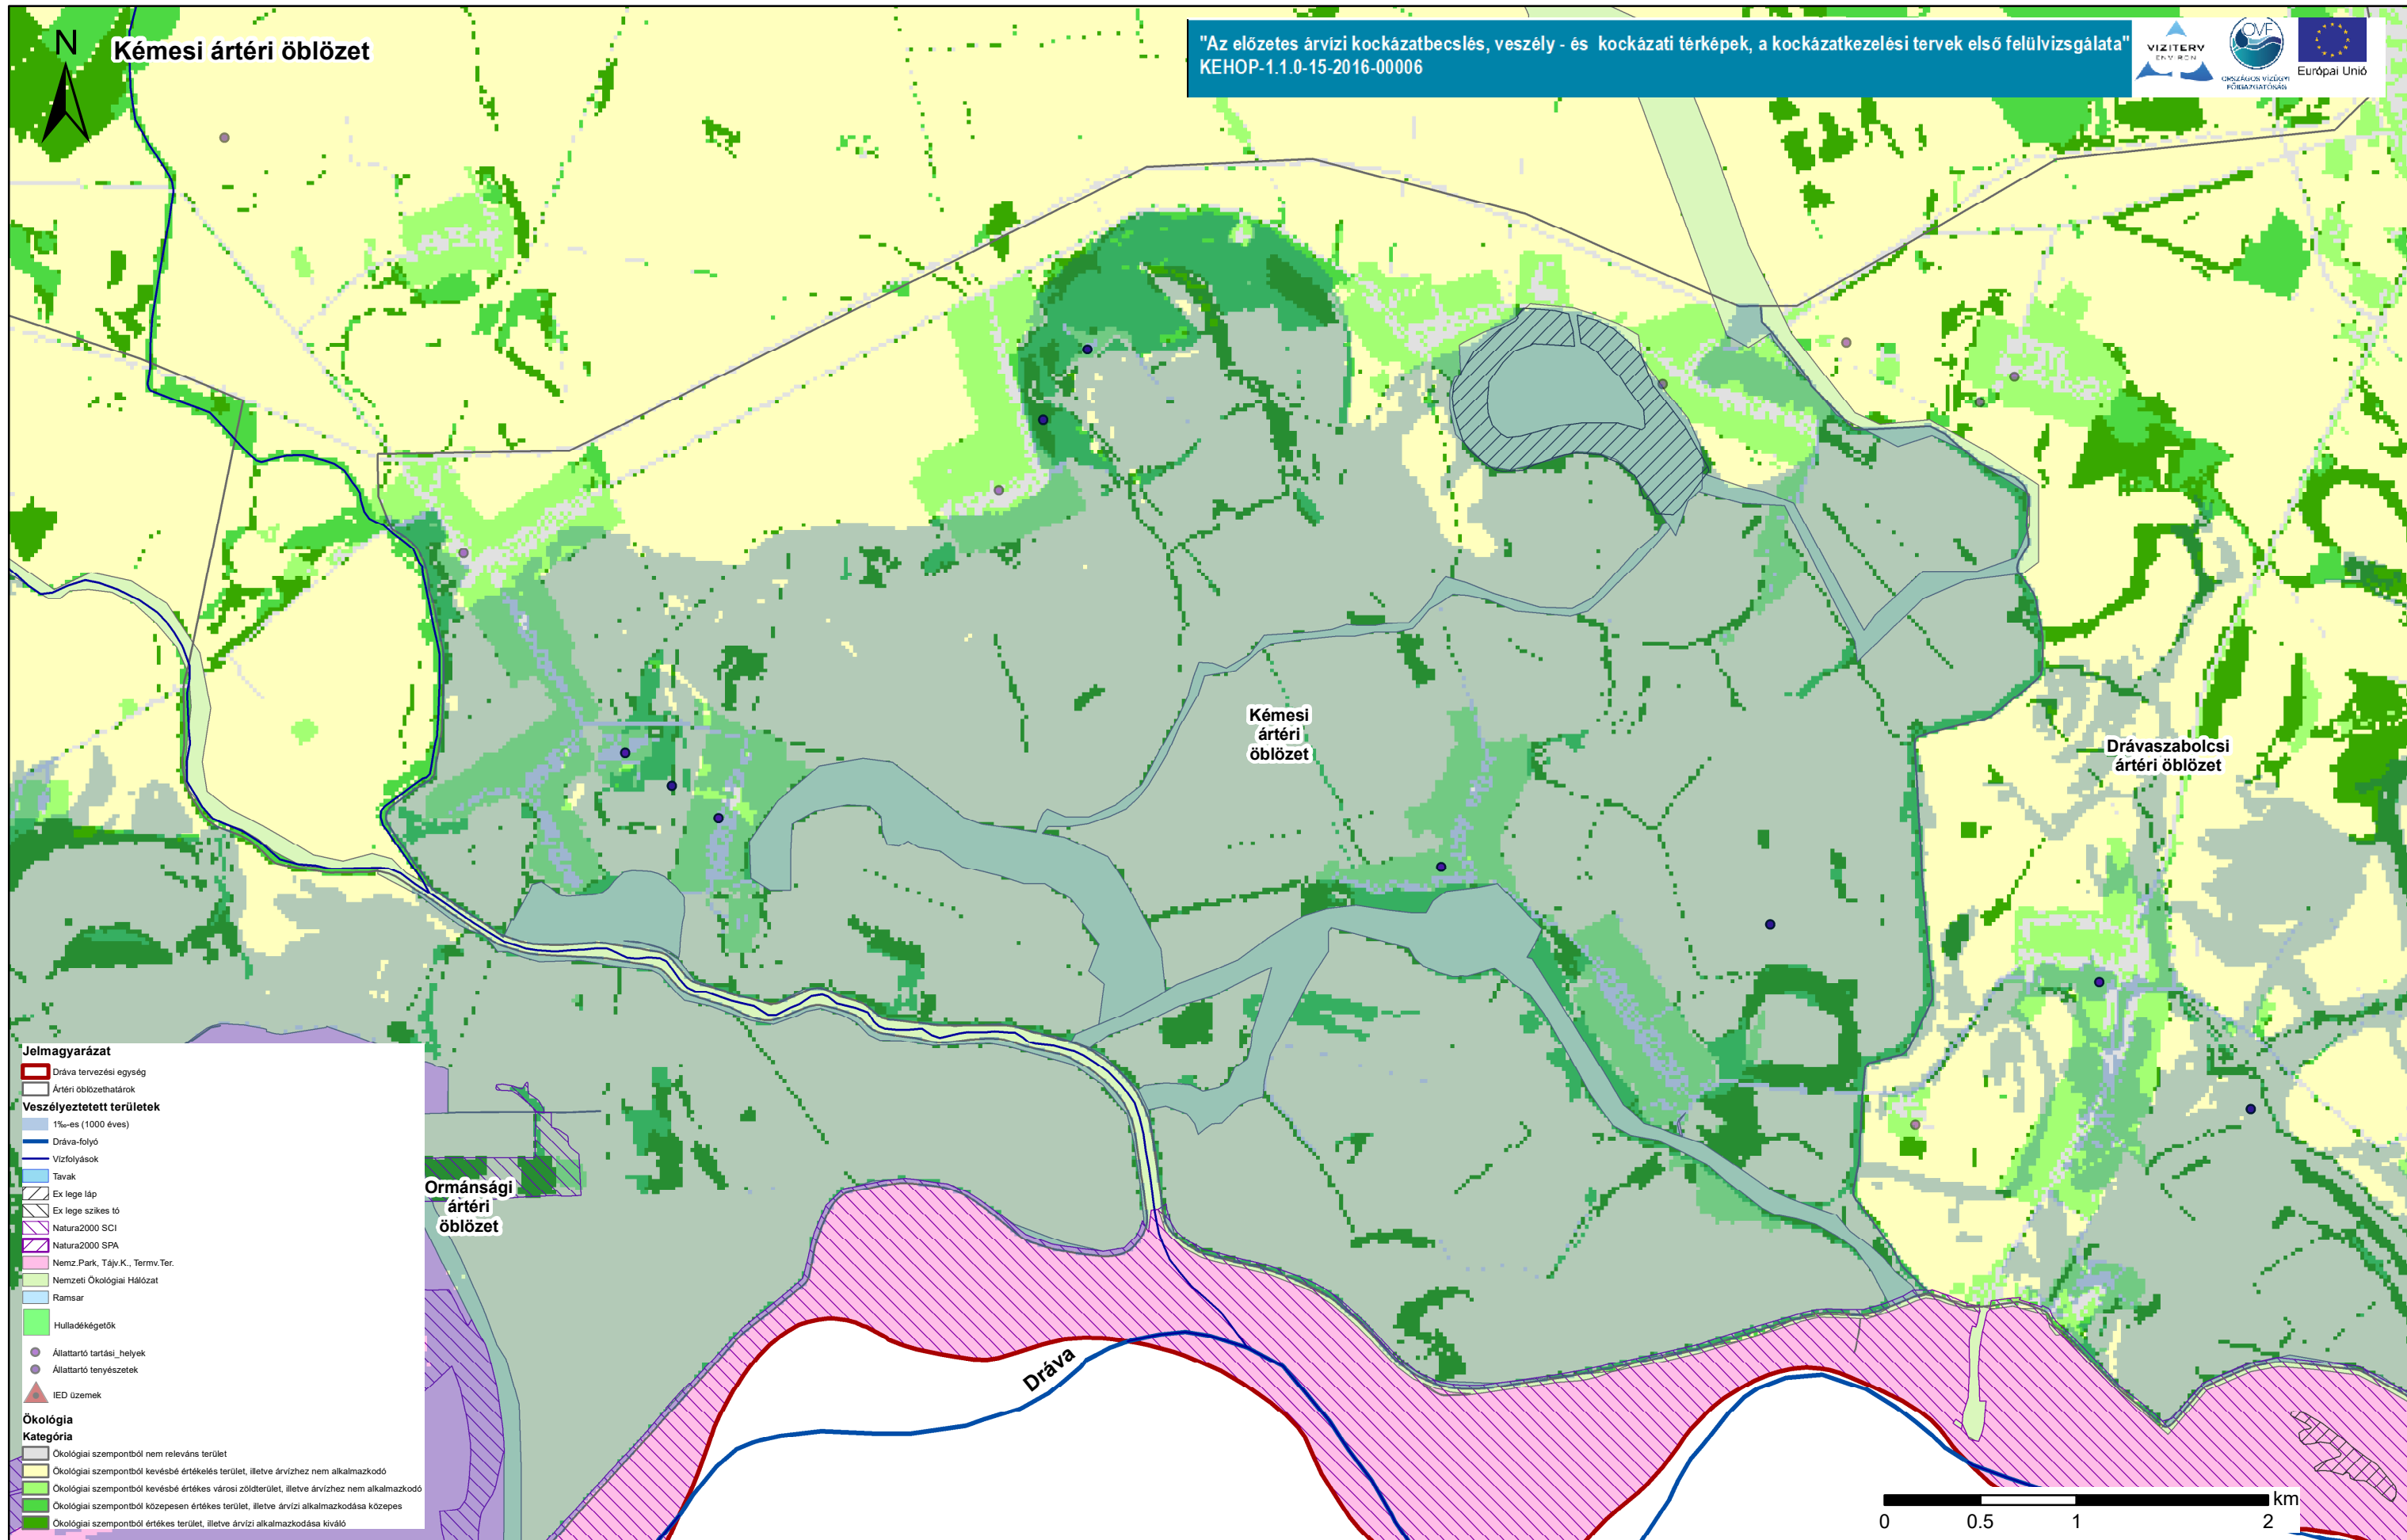 N
Kémesi ártéri öblözet
"Az előzetes árvízi kockázatbecslés, veszély - és  kockázati térképek, a kockázatkezelési tervek első felülvizsgálata"
KEHOP-1.1.0-15-2016-00006
VIZITERV
ENVIRON
OVF
ORSZÁGOS VÍZÜGYI
FŐIGAZGATÓSÁG
Európai Unió
Kémesi
ártéri
öblözet
Drávaszabolcsi
ártéri öblözet
Ormánsági
ártéri
öblözet
Dráva
Jelmagyarázat
Dráva tervezési egység
Ártéri öblözethatárok
Veszélyeztetett területek
1‰-es (1000 éves)
Dráva-folyó
Vízfolyások
Tavak
Ex lege láp
Ex lege szikes tó
Natura2000 SCI
Natura2000 SPA
Nemz.Park, Tájv.K., Termv.Ter.
Nemzeti Ökológiai Hálózat
Ramsar
Hulladékégetők
Állattartó tartási_helyek
Állattartó tenyészetek
IED üzemek
Ökológia
Kategória
Ökológiai szempontból nem releváns terület
Ökológiai szempontból kevésbé értékelés terület, illetve árvízhez nem alkalmazkodó
Ökológiai szempontból kevésbé értékes városi zöldterület, illetve árvízhez nem alkalmazkodó
Ökológiai szempontból közepesen értékes terület, illetve árvízi alkalmazkodása közepes
Ökológiai szempontból értékes terület, illetve árvízi alkalmazkodása kiváló
km
0 0.5 1 2